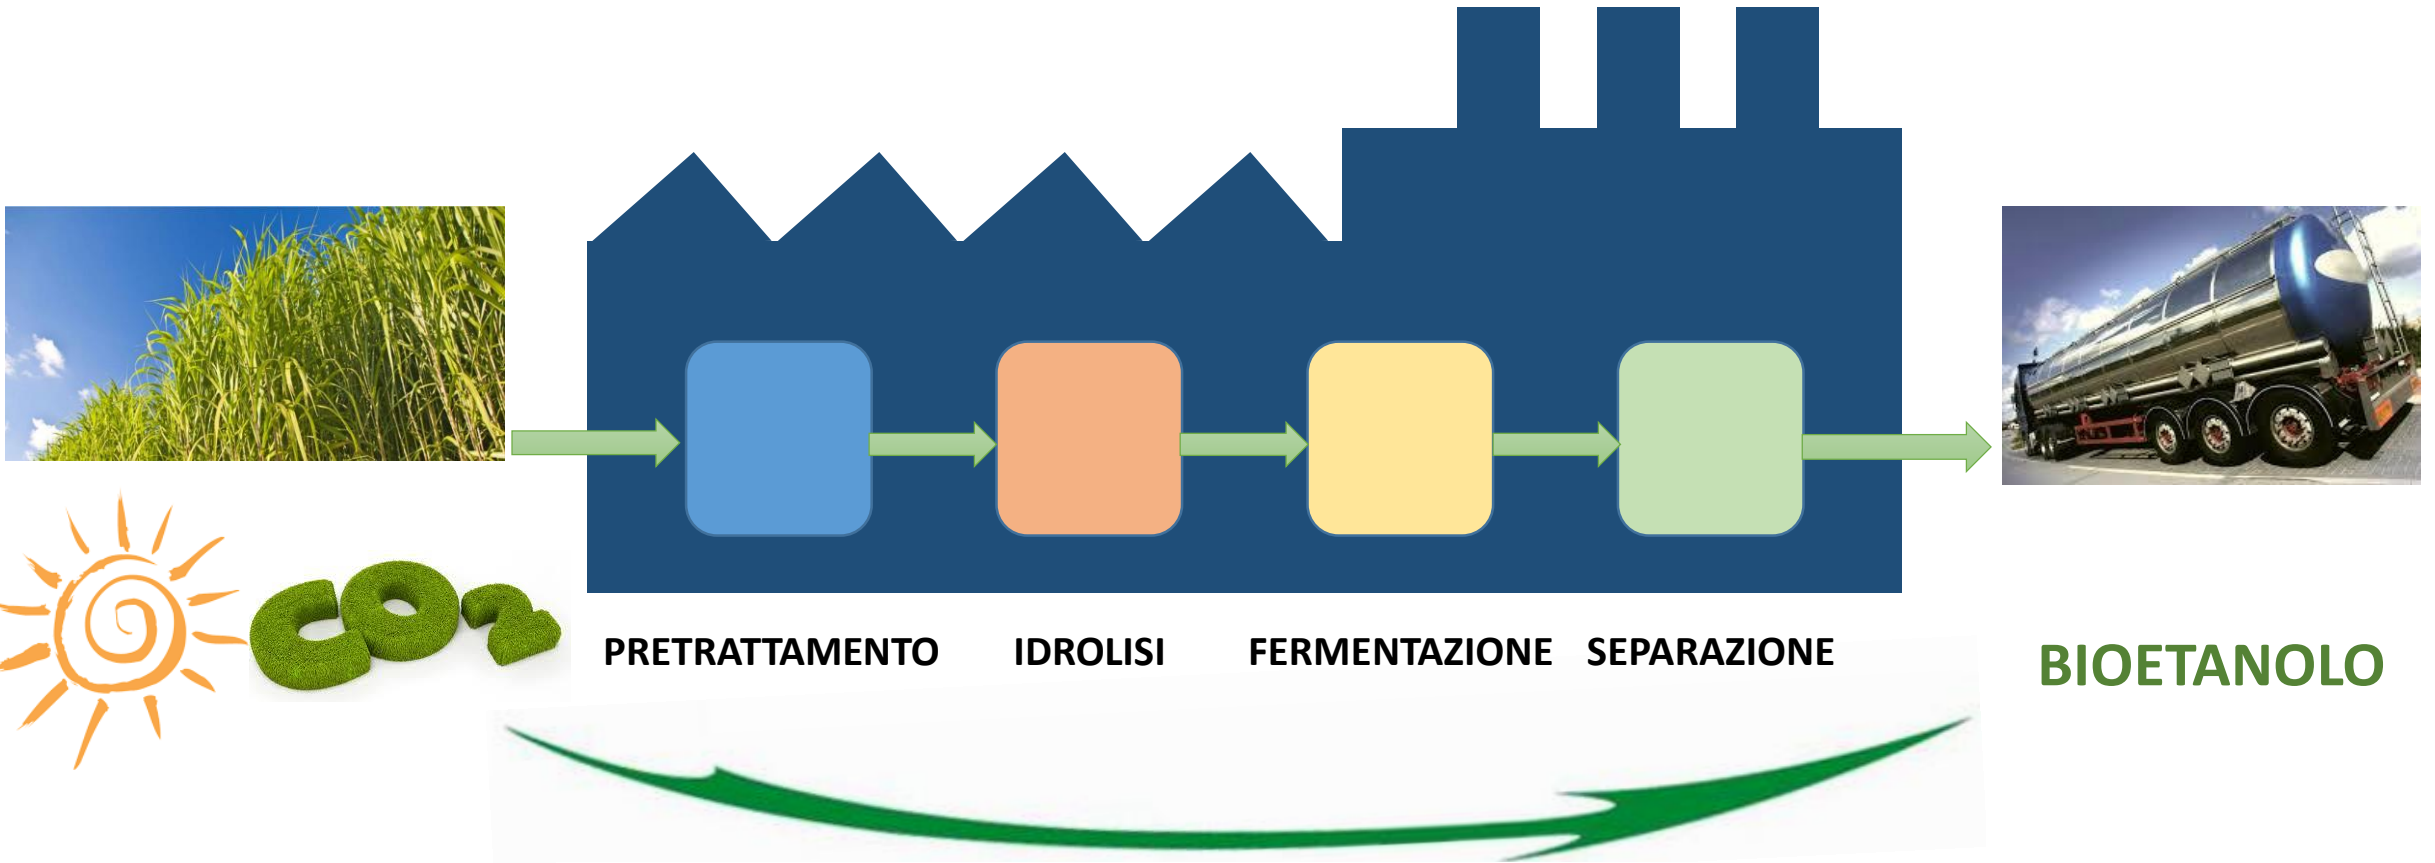 CO2
PRETRATTAMENTO
IDROLISI
FERMENTAZIONE
SEPARAZIONE
BIOETANOLO